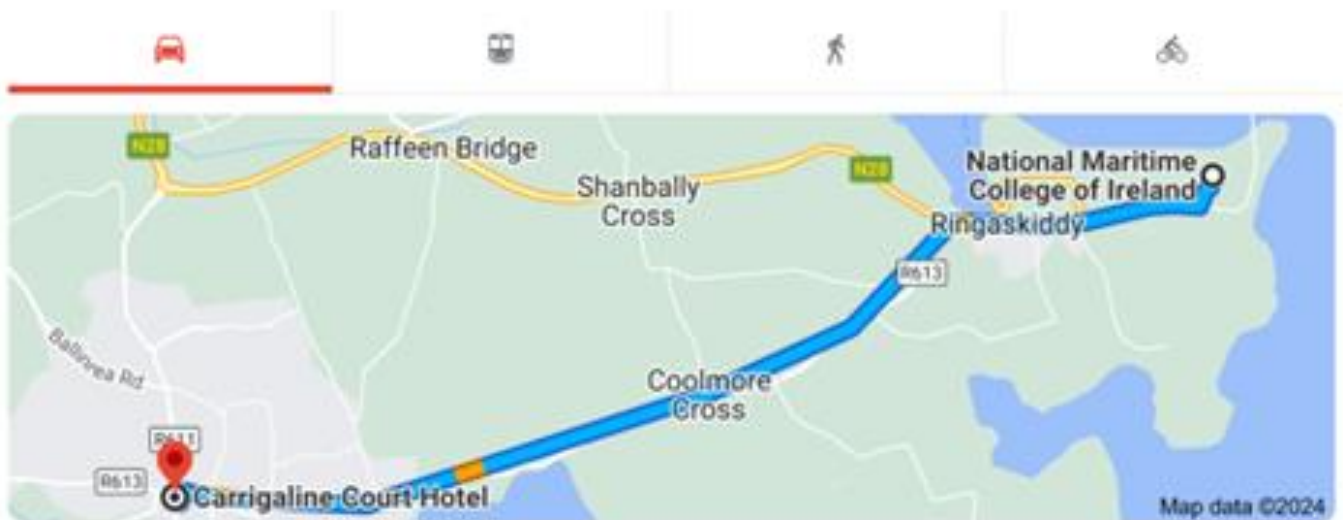 N28
Raffeen Bridge
Shanbally
Cross
N28
National Maritime
College of Ireland
Ringaskiddy
R613
Ballinrea Rd
Coolmore
Cross
R611
R613
Carrigaline Court Hotel
Map data ©2024